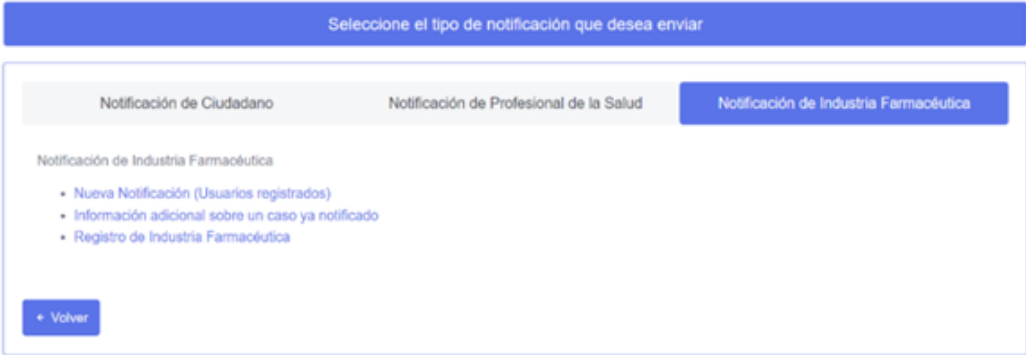 Seleccione el tipo de notificación que desea enviar
Notificación de Ciudadano
Notificación de Profesional de la Salud
Notificación de Industria Farmacéutica
Notificación de Industria Farmacéutica
• Nueva Notificación (Usuarios registrados)
• Información adicional sobre un caso ya notificado
• Registro de Industria Farmacéutica
← Volver